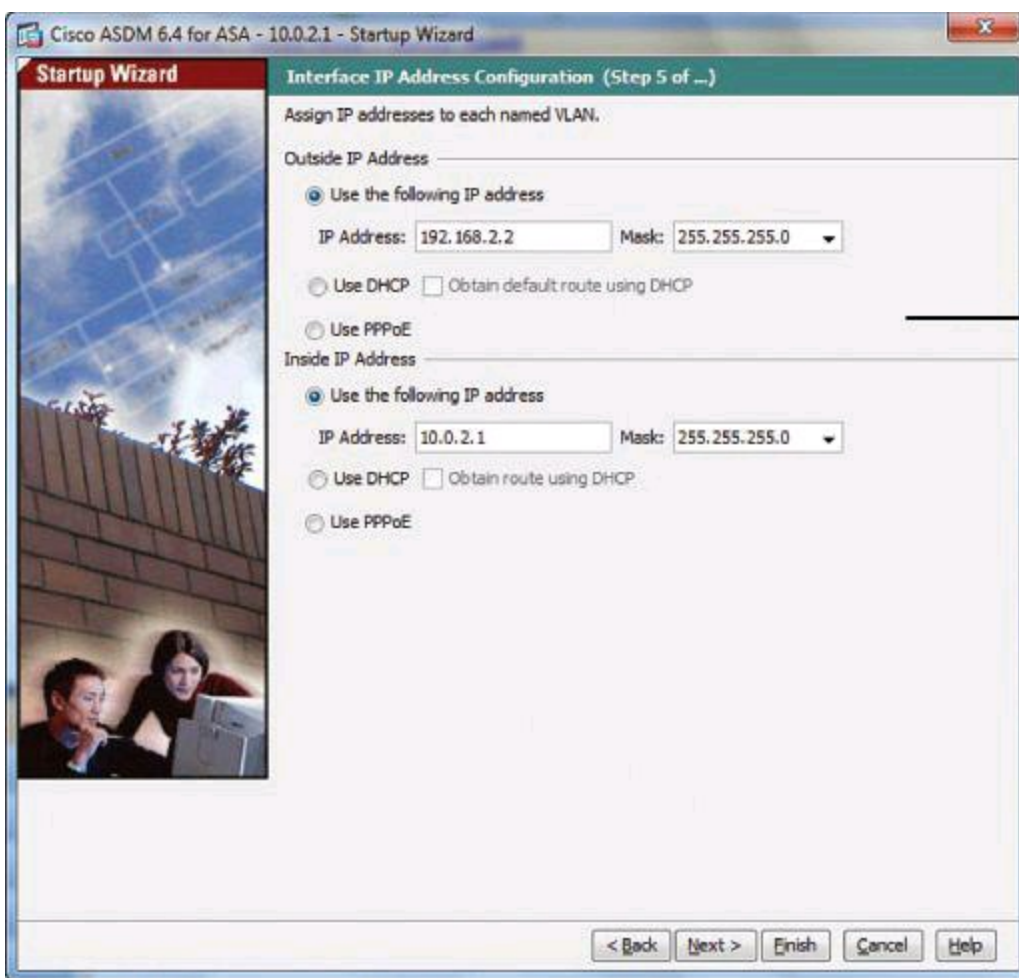 Cisco ASDM 6.4 for ASA - 10.0.2.1 - Startup Wizard
Startup Wizard
Interface IP Address Configuration (Step 5 of ...)
Assign IP addresses to each named VLAN.
Outside IP Address
Use the following IP address
IP Address: 192.168.2.2 Mask: 255.255.255.0
Use DHCP Obtain default route using DHCP
Use PPPoE
Inside IP Address
Use the following IP address
IP Address: 10.0.2.1 Mask: 255.255.255.0
Use DHCP Obtain route using DHCP
Use PPPoE
< Back Next > Finish Cancel Help